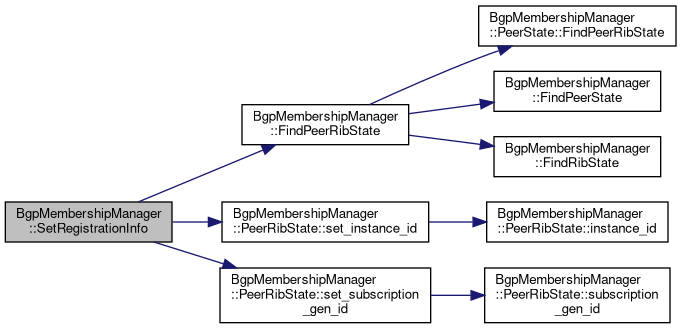 BgpMembershipManager
::PeerState::FindPeerRibState
BgpMembershipManager
::FindPeerState
BgpMembershipManager
::FindPeerRibState
BgpMembershipManager
::FindRibState
BgpMembershipManager
::SetRegistrationInfo
BgpMembershipManager
::PeerRibState::set_instance_id
BgpMembershipManager
::PeerRibState::instance_id
BgpMembershipManager
::PeerRibState::set_subscription
_gen_id
BgpMembershipManager
::PeerRibState::subscription
_gen_id